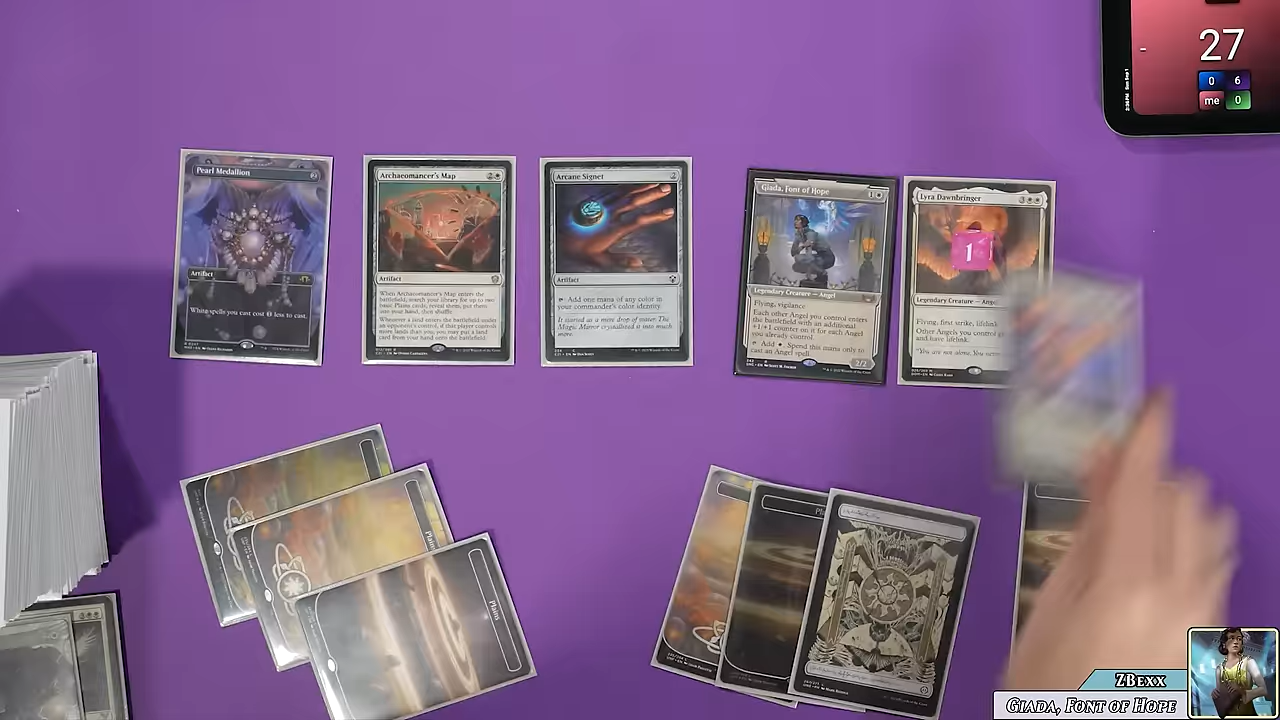 27
0 6
me 0
Pearl Medallion
2
Artifact
White spells you cast cost 1 less to cast.
Archaeomancer's Map
2
Artifact
When Archaeomancer's Map enters the
battlefield, search your library for up to two
basic Plains cards, reveal them, put them
into your hand, then shuffle.
Whenever a land enters the battlefield under
an opponent's control, if that player controls
more lands than you, you may put a land
card from your hand onto the battlefield.
Arcane Signet
2
Artifact
Add one mana of any color in
your commander's color identity.
It started as a mere drop of water. The
Magic Mirror crystallized it into much
more.
Giada, Font of Hope
1
Legendary Creature — Angel
Flying, vigilance
Each other Angel you control enters
the battlefield with an additional
+1/+1 counter on it for each Angel
you already control.
Add . Spend this mana only to
cast an Angel spell.
2/2
Lyra Dawnbringer
3
1
Legendary Creature — Ange
Flying, first strike, lifelink
Other Angels you control g
and have lifelink.
"You are not alone. You never
Plains
Plains
ZBexx
Giada, Font of Hope